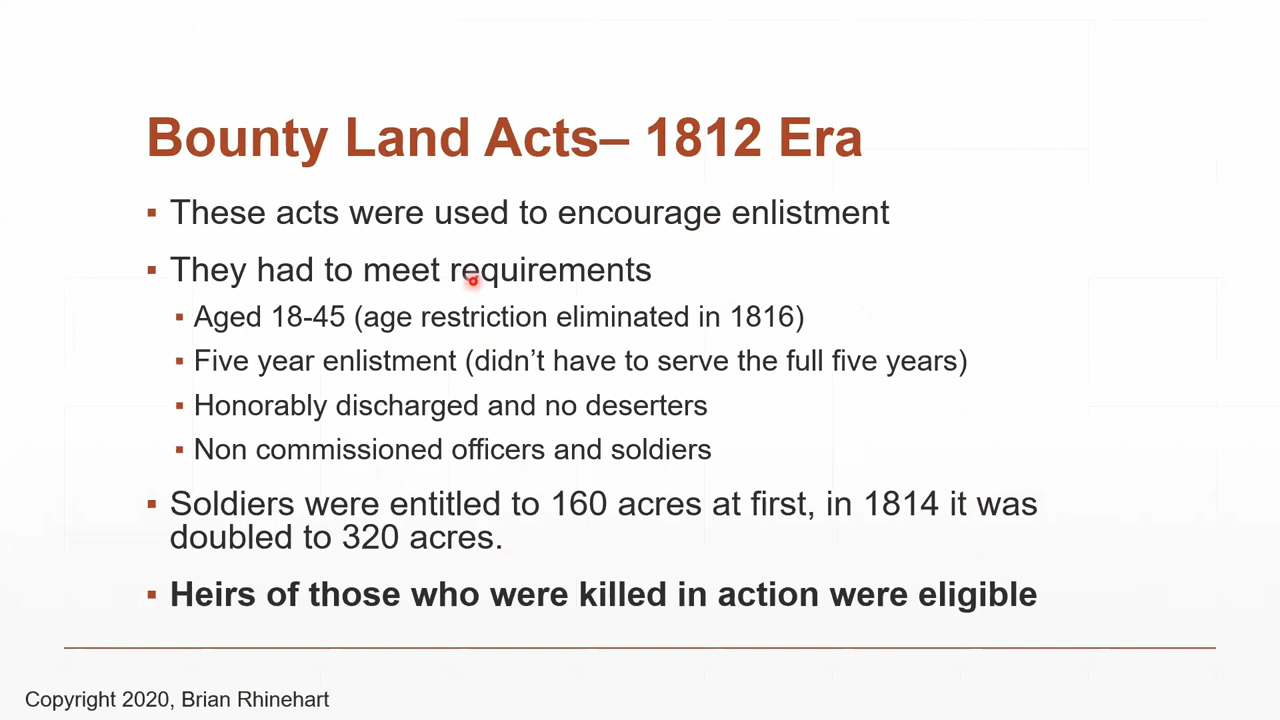 Bounty Land Acts– 1812 Era
▪ These acts were used to encourage enlistment
▪ They had to meet requirements
▪ Aged 18-45 (age restriction eliminated in 1816)
▪ Five year enlistment (didn’t have to serve the full five years)
▪ Honorably discharged and no deserters
▪ Non commissioned officers and soldiers
▪ Soldiers were entitled to 160 acres at first, in 1814 it was
doubled to 320 acres.
▪ Heirs of those who were killed in action were eligible
Copyright 2020, Brian Rhinehart